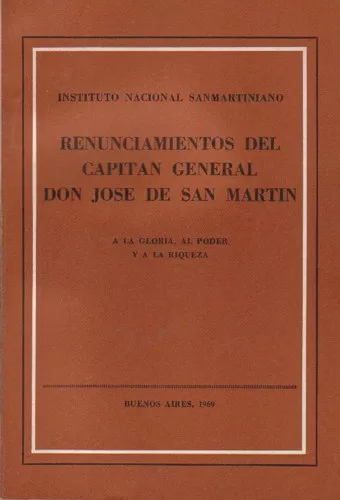 INSTITUTO NACIONAL SANMARTINIANO
RENUNCIAMIENTOS DEL
CAPITAN GENERAL
DON JOSE DE SAN MARTIN
A LA GLORIA, AL PODER,
Y A LA RIQUEZA
BUENOS AIRES, 1969